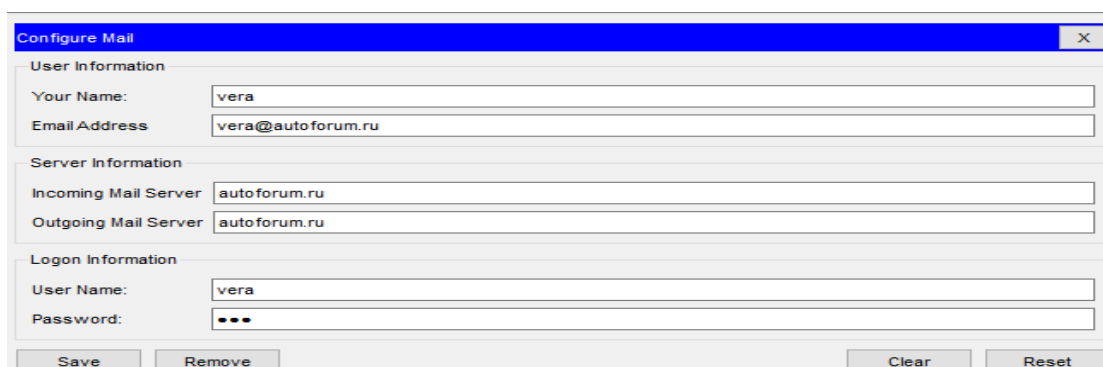 Configure Mail X
User Information
Your Name: vera
Email Address vera@autoforum.ru
Server Information
Incoming Mail Server autoforum.ru
Outgoing Mail Server autoforum.ru
Logon Information
User Name: vera
Password: ●●●
Save Remove Clear Reset